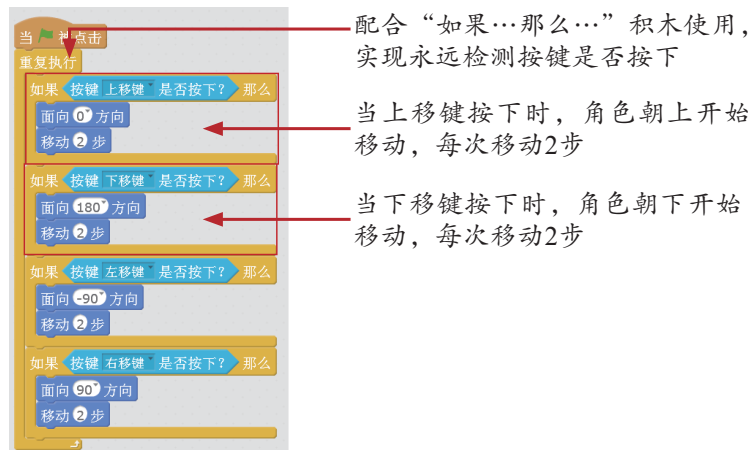 当 被点击
重复执行
如果 按键 上移键 是否按下? 那么
面向 0 方向
移动 2 步
如果 按键 下移键 是否按下? 那么
面向 180 方向
移动 2 步
如果 按键 左移键 是否按下? 那么
面向 -90 方向
移动 2 步
如果 按键 右移键 是否按下? 那么
面向 90 方向
移动 2 步
配合“如果…那么…”积木使用，
实现永远检测按键是否按下
当上移键按下时，角色朝上开始
移动，每次移动2步
当下移键按下时，角色朝下开始
移动，每次移动2步